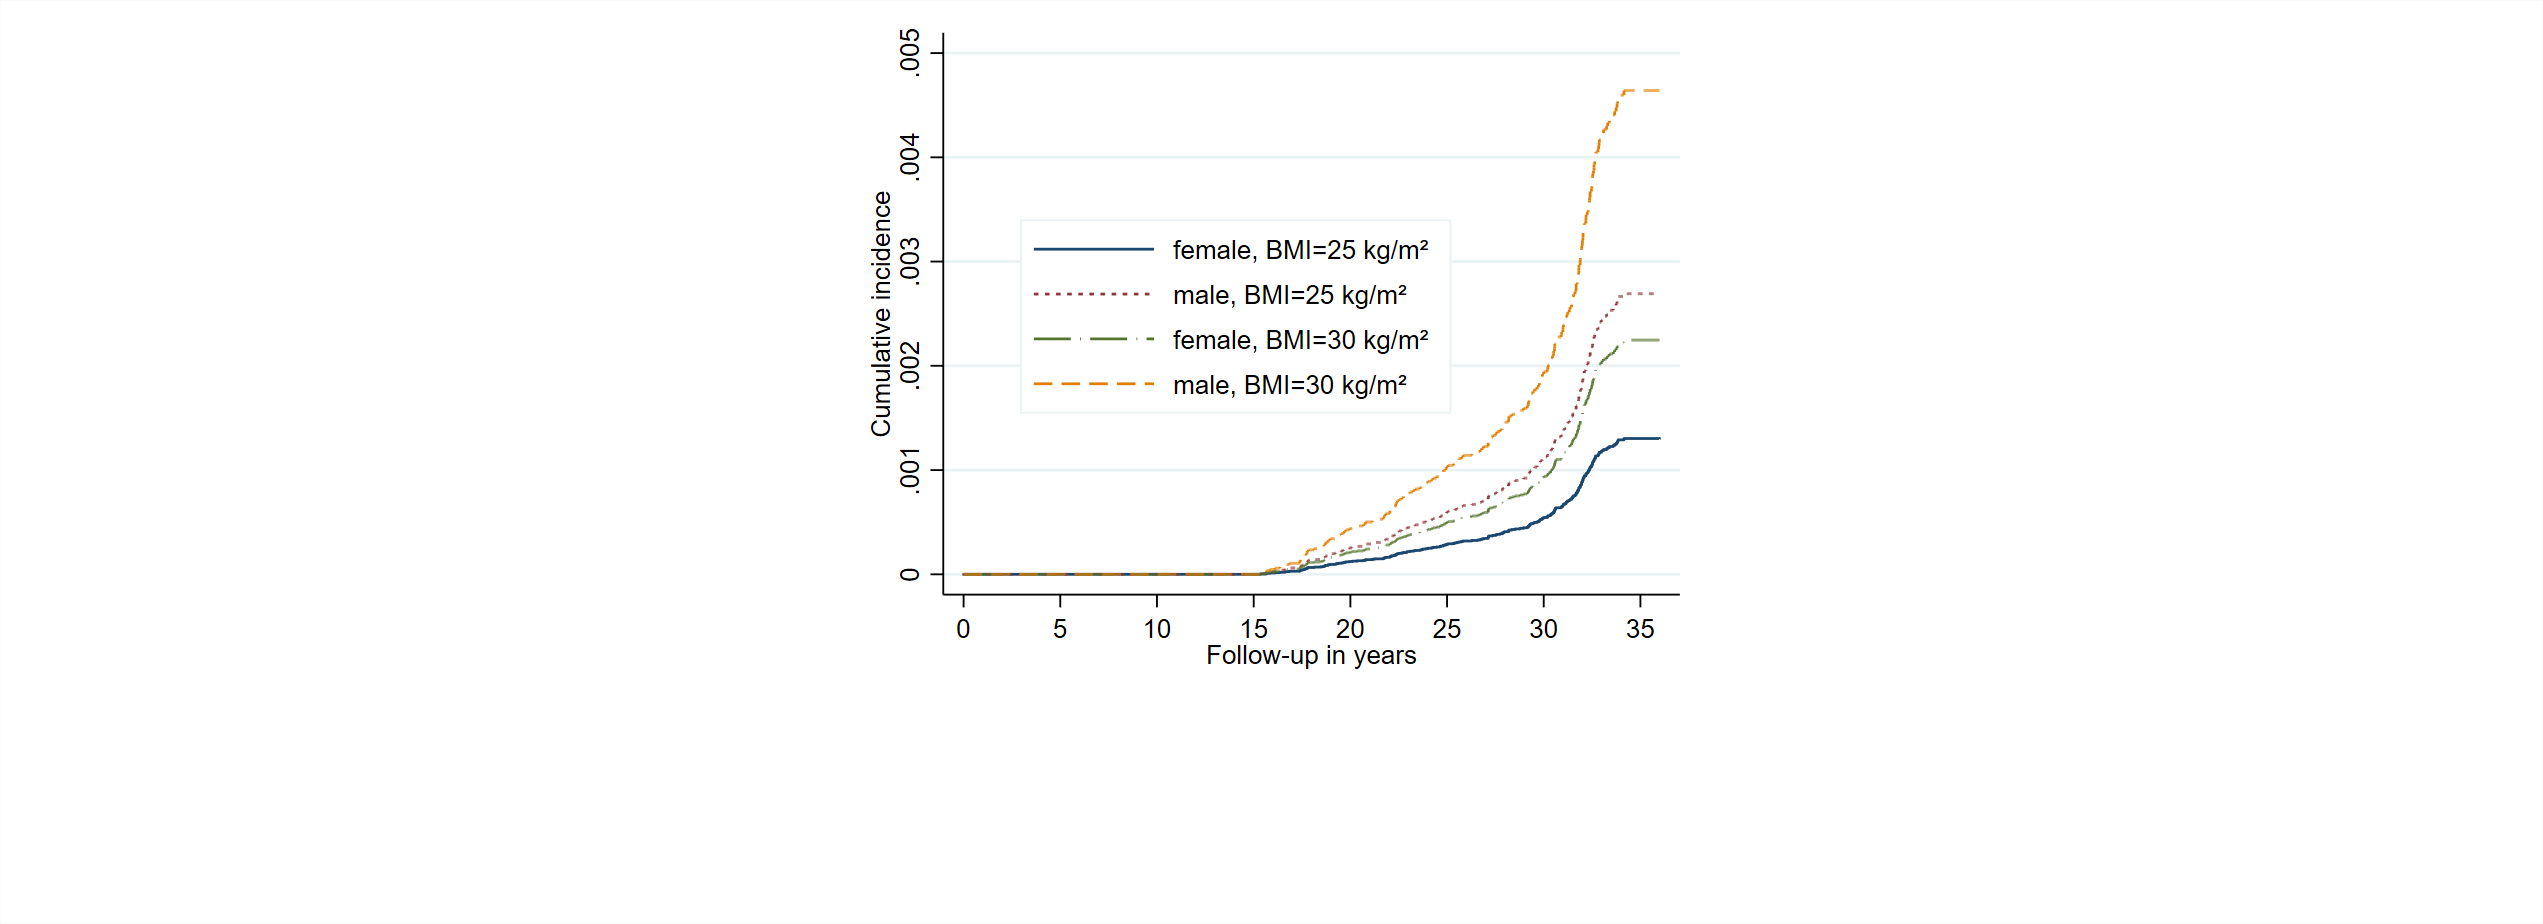 .005
.004
.003
.002
.001
0
Cumulative incidence
female, BMI=25 kg/m²
male, BMI=25 kg/m²
female, BMI=30 kg/m²
male, BMI=30 kg/m²
0 5 10 15 20 25 30 35
Follow-up in years